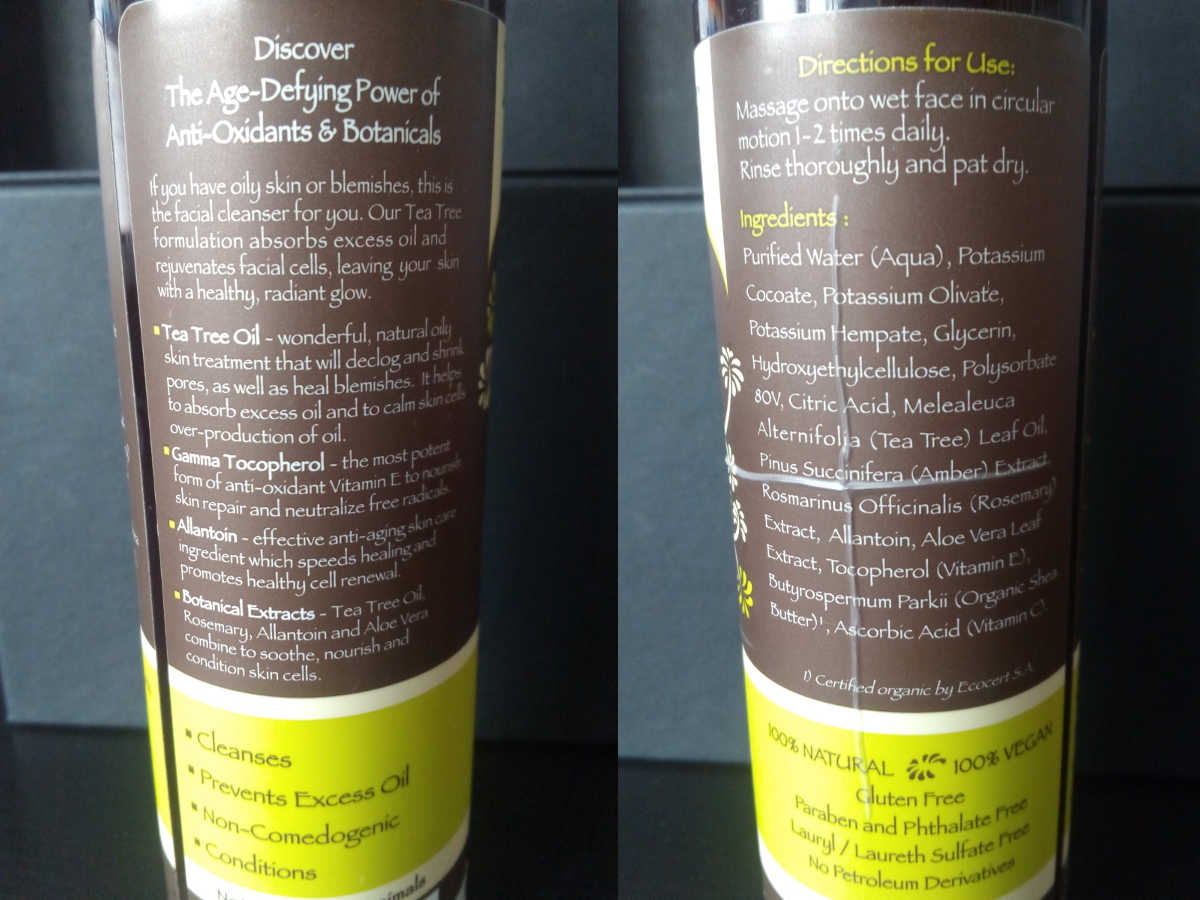 Discover
The Age-Defying Power of
Anti-Oxidants & Botanicals
If you have oily skin or blemishes, this is
the facial cleanser for you. Our Tea Tree
formulation absorbs excess oil and
rejuvenates facial cells, leaving your skin
with a healthy, radiant glow.
▪ Tea Tree Oil - wonderful, natural oily
skin treatment that will declog and shrink
pores, as well as heal blemishes. It helps
to absorb excess oil and to calm skin cells
over-production of oil.
▪ Gamma Tocopherol - the most potent
form of anti-oxidant Vitamin E to nourish
skin repair and neutralize free radicals.
▪ Allantoin - effective anti-aging skin care
ingredient which speeds healing and
promotes healthy cell renewal.
▪ Botanical Extracts - Tea Tree Oil,
Rosemary, Allantoin and Aloe Vera
combine to soothe, nourish and
condition skin cells.
▪ Cleanses
▪ Prevents Excess Oil
▪ Non-Comedogenic
▪ Conditions
Directions for Use:
Massage onto wet face in circular
motion 1-2 times daily.
Rinse thoroughly and pat dry.
Ingredients :
Purified Water (Aqua), Potassium
Cocoate, Potassium Olivate,
Potassium Hempate, Glycerin,
Hydroxyethylcellulose, Polysorbate
80V, Citric Acid, Melealeuca
Alternifolia (Tea Tree) Leaf Oil,
Pinus Succinifera (Amber) Extract,
Rosmarinus Officinalis (Rosemary)
Extract, Allantoin, Aloe Vera Leaf
Extract, Tocopherol (Vitamin E),
Butyrospermum Parkii (Organic Shea
Butter)¹, Ascorbic Acid (Vitamin C).
1) Certified organic by Ecocert S.A.
100% NATURAL 100% VEGAN
Gluten Free
Paraben and Phthalate Free
Lauryl / Laureth Sulfate Free
No Petroleum Derivatives